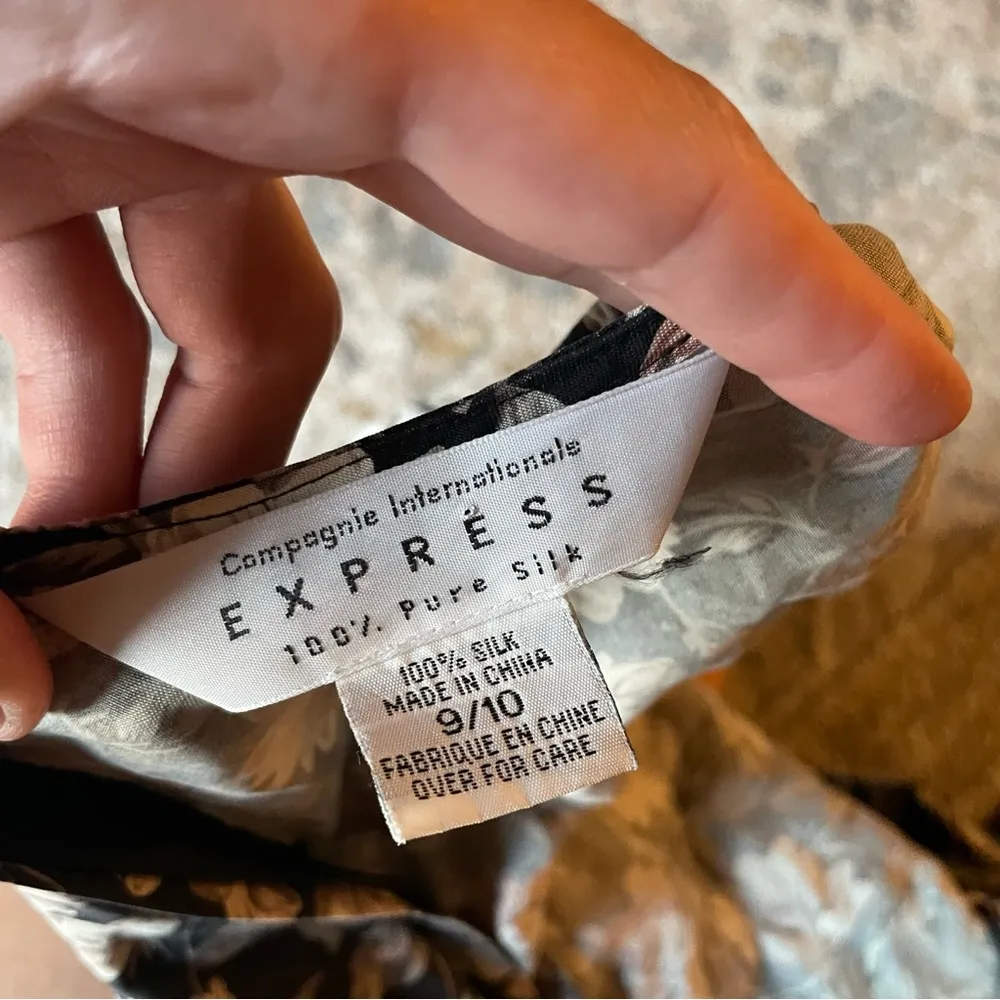 Compagnie Internationale
EXPRÉSS
100% Pure Silk
100% SILK
MADE IN CHINA
9/10
FABRIQUE EN CHINE
OVER FOR CARE